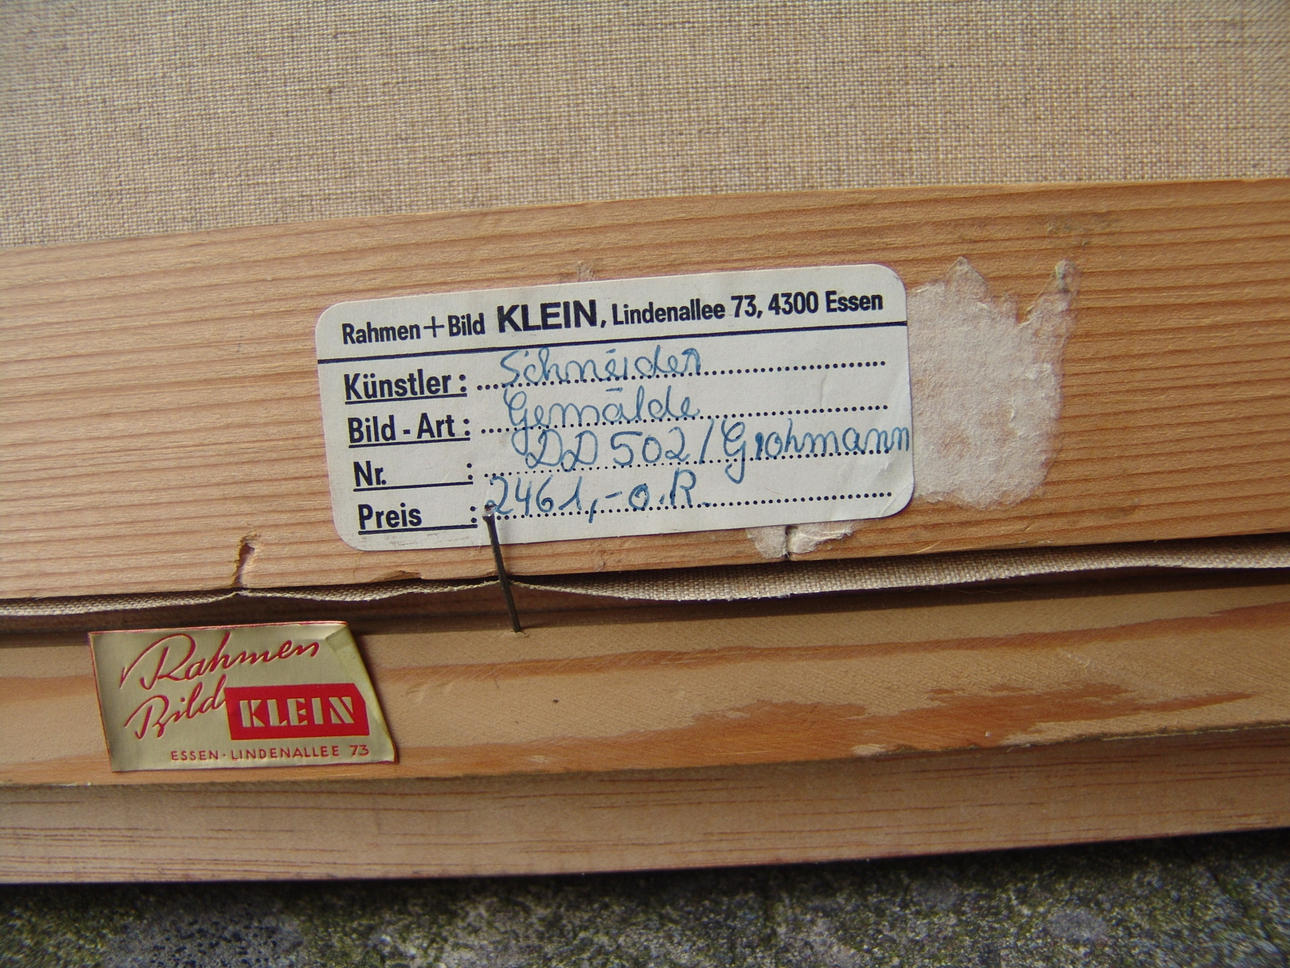 Rahmen+Bild KLEIN, Lindenallee 73, 4300 Essen
Künstler: Schneider
Bild-Art: Gemälde
Nr. : DD 502/Grohmann
Preis : 2461,- o.R.
Rahmen
Bild KLEIN
ESSEN·LINDENALLEE 73